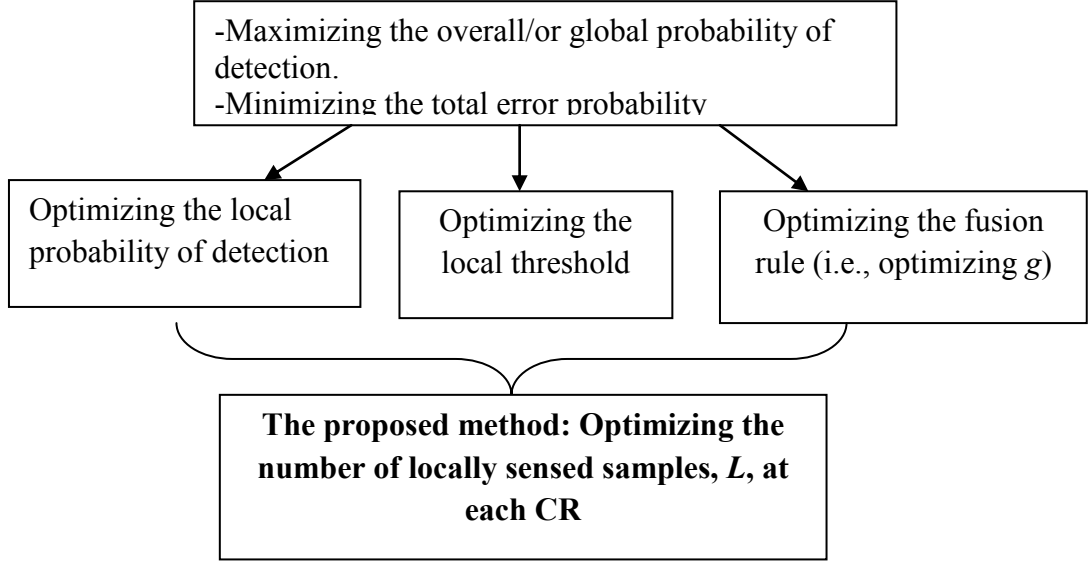 -Maximizing the overall/or global probability of
detection.
-Minimizing the total error probability
Optimizing the local
probability of detection
Optimizing the
local threshold
Optimizing the fusion
rule (i.e., optimizing g)
The proposed method: Optimizing the
number of locally sensed samples, L, at
each CR